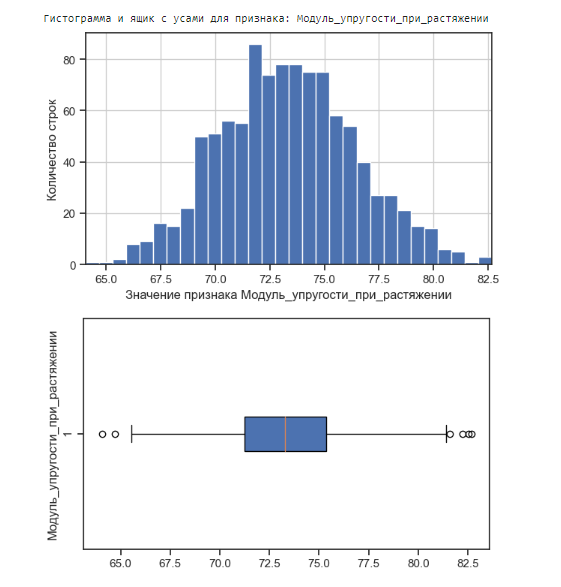 Гистограмма и ящик с усами для признака: Модуль_упругости_при_растяжении
Количество строк
80
60
40
20
0
65.0 67.5 70.0 72.5 75.0 77.5 80.0 82.5
Значение признака Модуль_упругости_при_растяжении
Модуль_упругости_при_растяжении
1
65.0 67.5 70.0 72.5 75.0 77.5 80.0 82.5